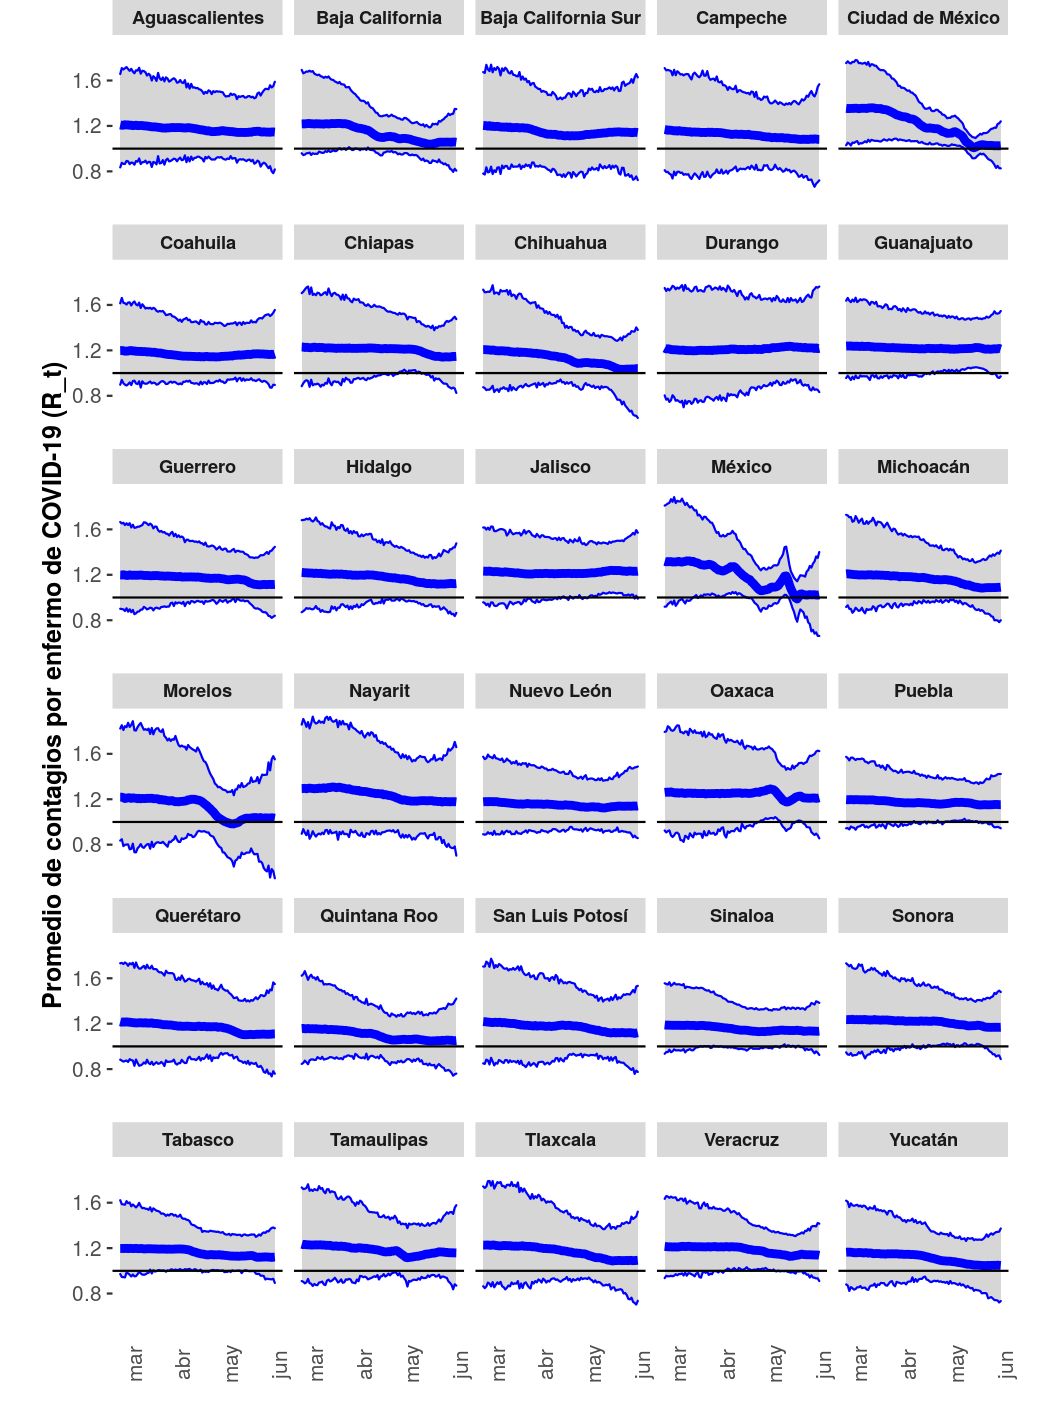 Aguascalientes Baja California Baja California Sur Campeche Ciudad de México
1.6
1.2
0.8
Coahuila Chiapas Chihuahua Durango Guanajuato
1.6
1.2
0.8
Guerrero Hidalgo Jalisco México Michoacán
1.6
1.2
0.8
Promedio de contagios por enfermo de COVID-19 (R_t)
Morelos Nayarit Nuevo León Oaxaca Puebla
1.6
1.2
0.8
Querétaro Quintana Roo San Luis Potosí Sinaloa Sonora
1.6
1.2
0.8
Tabasco Tamaulipas Tlaxcala Veracruz Yucatán
1.6
1.2
0.8
mar abr may jun mar abr may jun mar abr may jun mar abr may jun mar abr may jun